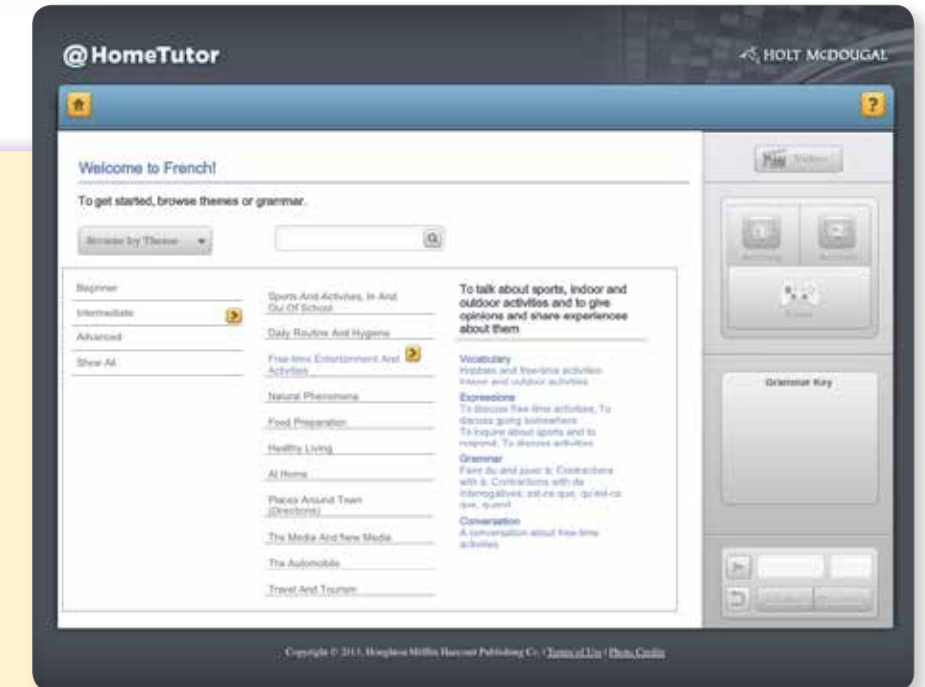 @HomeTutor
HOLT McDOUGAL
?
Welcome to French!
To get started, browse themes or grammar.
Browse by Theme
Beginner
Intermediate
Advanced
Show All
Sports And Activities, In And
Out Of School
Daily Routine And Hygiene
Free-time Entertainment And
Activities
Natural Phenomena
Food Preparation
Healthy Living
At Home
Places Around Town
(Directions)
The Media And New Media
The Automobile
Travel And Tourism
To talk about sports, indoor and
outdoor activities and to give
opinions and share experiences
about them
Vocabulary
Hobbies and free-time activities
Indoor and outdoor activities
Expressions
To discuss free-time activities, To
discuss going somewhere
To inquire about sports and to
respond, To discuss activities
Grammar
Faire du and jouer à; Contractions
with à; Contractions with de
Interrogatives: est-ce que, qu'est-ce
que, quand
Conversation
A conversation about free-time
activities
Grammar Key
Copyright © 2013, Houghton Mifflin Harcourt Publishing Co. | Terms of Use | Photo Credits